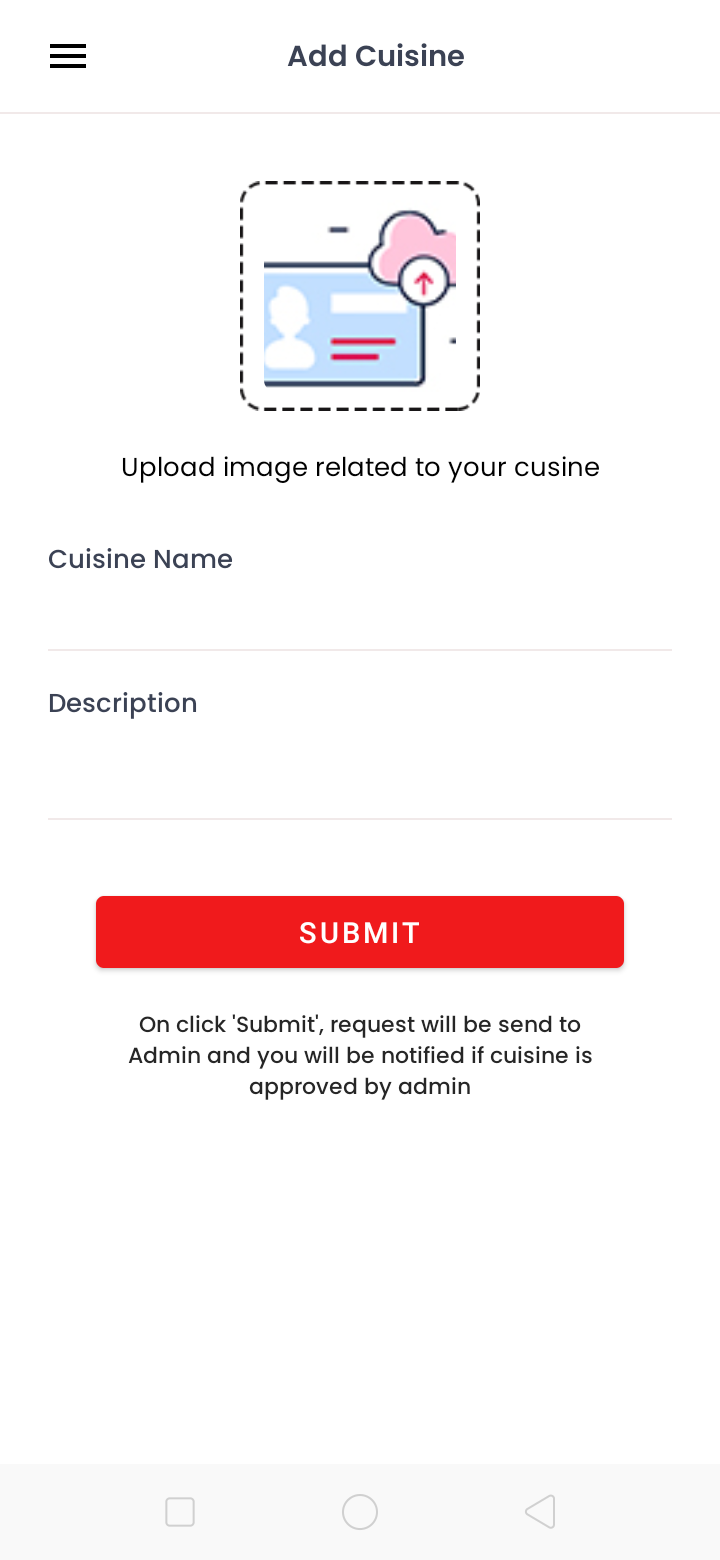 Add Cuisine
Upload image related to your cusine
Cuisine Name
Description
SUBMIT
On click 'Submit', request will be send to
Admin and you will be notified if cuisine is
approved by admin